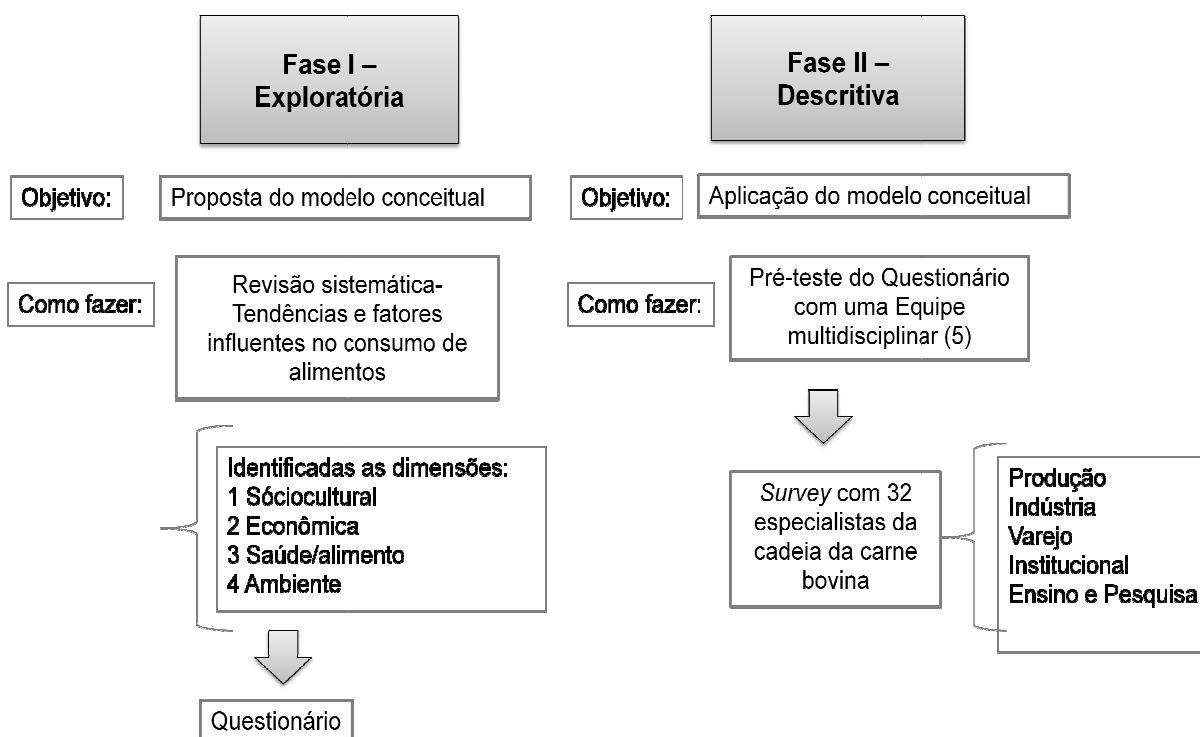 Fase I –
Exploratória
Objetivo:
Proposta do modelo conceitual
Como fazer:
Revisão sistemática-
Tendências e fatores
influentes no consumo de
alimentos
Identificadas as dimensões:
1 Sóciocultural
2 Econômica
3 Saúde/alimento
4 Ambiente
Questionário
Fase II –
Descritiva
Objetivo:
Aplicação do modelo conceitual
Como fazer:
Pré-teste do Questionário
com uma Equipe
multidisciplinar (5)
Survey com 32
especialistas da
cadeia da carne
bovina
Produção
Indústria
Varejo
Institucional
Ensino e Pesquisa